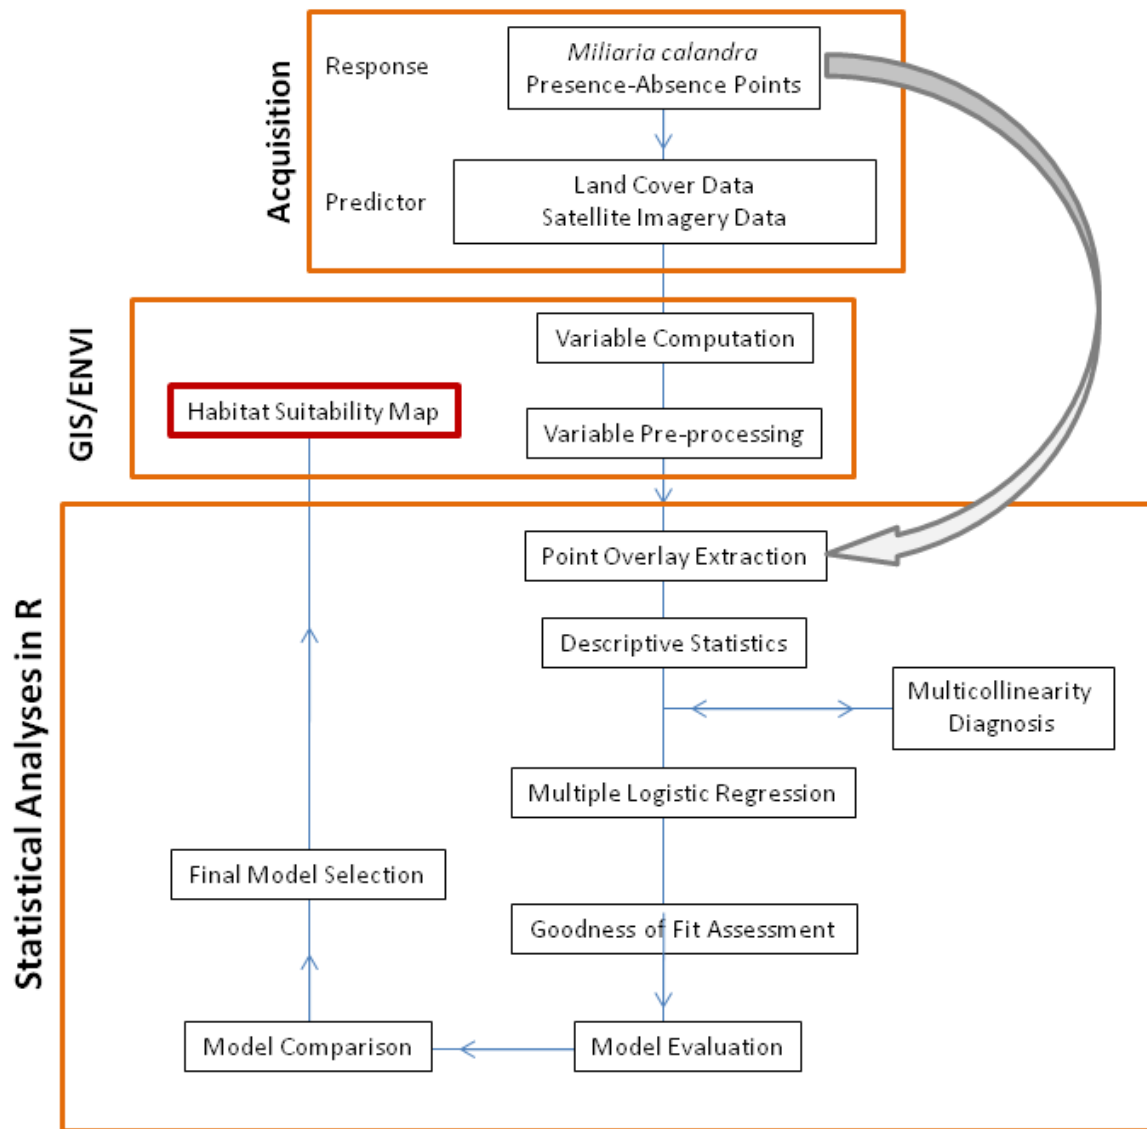 Acquisition
Response
Miliaria calandra
Presence-Absence Points
Predictor
Land Cover Data
Satellite Imagery Data
GIS/ENVI
Variable Computation
Habitat Suitability Map
Variable Pre-processing
Statistical Analyses in R
Point Overlay Extraction
Descriptive Statistics
Multicollinearity
Diagnosis
Multiple Logistic Regression
Final Model Selection
Goodness of Fit Assessment
Model Comparison
Model Evaluation